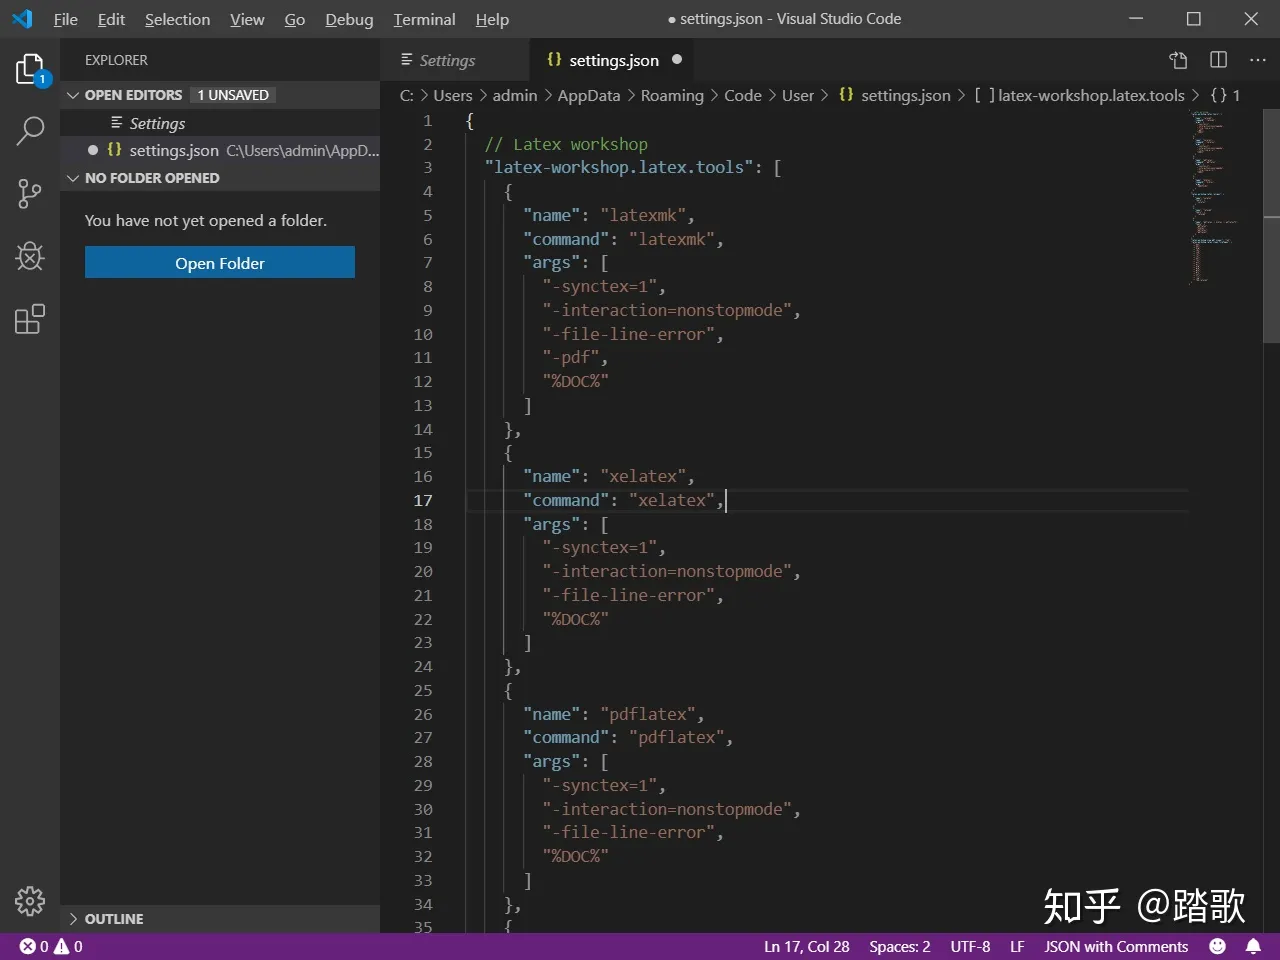 File Edit Selection View Go Debug Terminal Help
● settings.json - Visual Studio Code
EXPLORER
1
OPEN EDITORS 1 UNSAVED
Settings
settings.json C:\Users\admin\AppD...
NO FOLDER OPENED
You have not yet opened a folder.
Open Folder
OUTLINE
Settings
settings.json
C: > Users > admin > AppData > Roaming > Code > User > {} settings.json > [ ] latex-workshop.latex.tools > {} 1
1 {
2 // Latex workshop
3 "latex-workshop.latex.tools": [
4 {
5 "name": "latexmk",
6 "command": "latexmk",
7 "args": [
8 "-synctex=1",
9 "-interaction=nonstopmode",
10 "-file-line-error",
11 "-pdf",
12 "%DOC%"
13 ]
14 },
15 {
16 "name": "xelatex",
17 "command": "xelatex",
18 "args": [
19 "-synctex=1",
20 "-interaction=nonstopmode",
21 "-file-line-error",
22 "%DOC%"
23 ]
24 },
25 {
26 "name": "pdflatex",
27 "command": "pdflatex",
28 "args": [
29 "-synctex=1",
30 "-interaction=nonstopmode",
31 "-file-line-error",
32 "%DOC%"
33 ]
34 },
35 {
知乎 @踏歌
0 0
Ln 17, Col 28 Spaces: 2 UTF-8 LF JSON with Comments